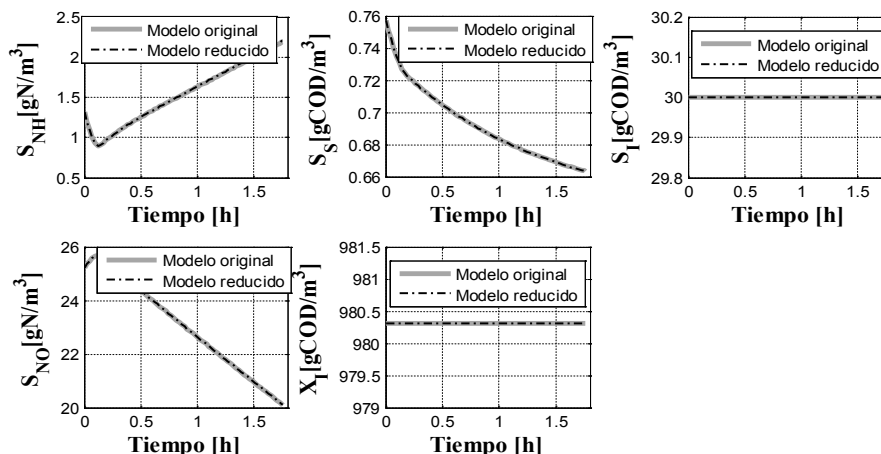 S_NH[gN/m^3]
2.5
2
1.5
1
0.5
Modelo original
Modelo reducido
0 0.5 1 1.5
Tiempo [h]
S_S[gCOD/m^3]
0.76
0.74
0.72
0.7
0.68
0.66
Modelo original
Modelo reducido
0 0.5 1 1.5
Tiempo [h]
S_I[gCOD/m^3]
30.2
30.1
30
29.9
29.8
Modelo original
Modelo reducido
0 0.5 1 1.5
Tiempo [h]
S_NO[gN/m^3]
26
24
22
20
Modelo original
Modelo reducido
0 0.5 1 1.5
Tiempo [h]
X_I[gCOD/m^3]
981.5
981
980.5
980
979.5
979
Modelo original
Modelo reducido
0 0.5 1 1.5
Tiempo [h]